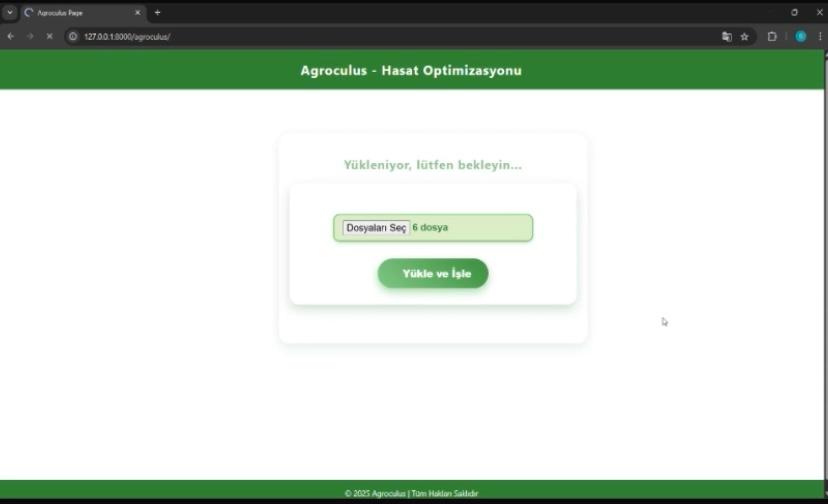 Agroculus Paepe
127.0.0.1:8000/agroculus/
Agroculus - Hasat Optimizasyonu
Yükleniyor, lütfen bekleyin...
Dosyaları Seç 6 dosya
Yükle ve İşle
© 2025 Agroculus | Tüm Hakları Saklıdır